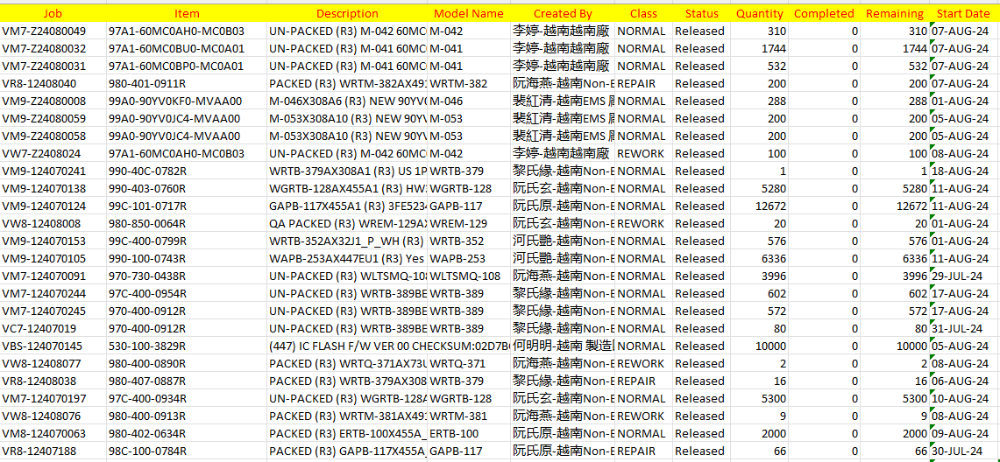 Job Item Description Model Name Created By Class Status Quantity Completed Remaining Start Date
VM7-Z24080049 97A1-60MC0AH0-MC0B03 UN-PACKED (R3) M-042 60MC M-042 李婷-越南越南廠 NORMAL Released 310 0 310 07-AUG-24
VM7-Z24080032 97A1-60MC0BU0-MC0A01 UN-PACKED (R3) M-041 60MC M-041 李婷-越南越南廠 NORMAL Released 1744 0 1744 07-AUG-24
VM7-Z24080031 97A1-60MC0BP0-MC0A01 UN-PACKED (R3) M-041 60MC M-041 李婷-越南越南廠 NORMAL Released 532 0 532 07-AUG-24
VR8-12408040 980-401-0911R PACKED (R3) WRTM-382AX491 WRTM-382 阮海燕-越南Non-E REPAIR Released 200 0 200 07-AUG-24
VM9-Z24080008 99A0-90YV0KF0-MVAA00 M-046X308A6 (R3) NEW 90YV0 M-046 裴紅清-越南EMS NORMAL Released 288 0 288 01-AUG-24
VM9-Z24080059 99A0-90YV0JC4-MVAA00 M-053X308A10 (R3) NEW 90YV M-053 裴紅清-越南EMS NORMAL Released 200 0 200 05-AUG-24
VM9-Z24080058 99A0-90YV0JC4-MVAA00 M-053X308A10 (R3) NEW 90YV M-053 裴紅清-越南EMS NORMAL Released 200 0 200 05-AUG-24
VW7-Z2408024 97A1-60MC0AH0-MC0B03 UN-PACKED (R3) M-042 60MC M-042 李婷-越南越南廠 REWORK Released 100 0 100 08-AUG-24
VM9-124070241 990-40C-0782R WRTB-379AX308A1 (R3) US 1P WRTB-379 黎氏緣-越南Non-E NORMAL Released 1 0 1 18-AUG-24
VM9-124070138 990-403-0760R WGRTB-128AX455A1 (R3) HW WGRTB-128 阮氏玄-越南Non-E NORMAL Released 5280 0 5280 11-AUG-24
VM9-124070124 99C-101-0717R GAPB-117X455A1 (R3) 3FE5234 GAPB-117 阮氏原-越南Non-E NORMAL Released 12672 0 12672 11-AUG-24
VW8-12408008 980-850-0064R QA PACKED (R3) WREM-129AX WREM-129 阮氏玄-越南Non-E REWORK Released 20 0 20 01-AUG-24
VM9-124070153 99C-400-0799R WRTB-352AX32J1_P_WH (R3) WRTB-352 河氏艷-越南Non-E NORMAL Released 576 0 576 01-AUG-24
VM9-124070105 990-100-0743R WAPB-253AX447EU1 (R3) Yes WAPB-253 河氏艷-越南Non-E NORMAL Released 6336 0 6336 11-AUG-24
VM7-124070091 970-730-0438R UN-PACKED (R3) WLTSMQ-108 WLTSMQ-108 阮海燕-越南Non-E NORMAL Released 3996 0 3996 29-JUL-24
VM7-124070244 97C-400-0954R UN-PACKED (R3) WRTB-389BE WRTB-389 黎氏緣-越南Non-E NORMAL Released 602 0 602 17-AUG-24
VM7-124070245 970-400-0912R UN-PACKED (R3) WRTB-389BE WRTB-389 黎氏緣-越南Non-E NORMAL Released 572 0 572 17-AUG-24
VC7-12407019 970-400-0912R UN-PACKED (R3) WRTB-389BE WRTB-389 黎氏緣-越南Non-E NORMAL Released 80 0 80 31-JUL-24
VBS-124070145 530-100-3829R (447) IC FLASH F/W VER 00 CHECKSUM:02D7B 何明明-越南 製造 NORMAL Released 10000 0 10000 05-AUG-24
VW8-12408077 980-400-0890R PACKED (R3) WRTQ-371AX73U WRTQ-371 阮海燕-越南Non-E REWORK Released 2 0 2 08-AUG-24
VR8-12408038 980-407-0887R PACKED (R3) WRTB-379AX308 WRTB-379 黎氏緣-越南Non-E REPAIR Released 16 0 16 06-AUG-24
VM7-124070197 97C-400-0934R UN-PACKED (R3) WGRTB-128A WGRTB-128 阮氏玄-越南Non-E NORMAL Released 5300 0 5300 10-AUG-24
VW8-12408076 980-400-0913R PACKED (R3) WRTM-381AX491 WRTM-381 阮海燕-越南Non-E REWORK Released 9 0 9 08-AUG-24
VM8-124070063 980-402-0634R PACKED (R3) ERTB-100X455A_ ERTB-100 阮氏原-越南Non-E NORMAL Released 2000 0 2000 09-AUG-24
VR8-12407188 98C-100-0784R PACKED (R3) GAPB-117X455A_ GAPB-117 阮氏原-越南Non-E REPAIR Released 66 0 66 30-JUL-24